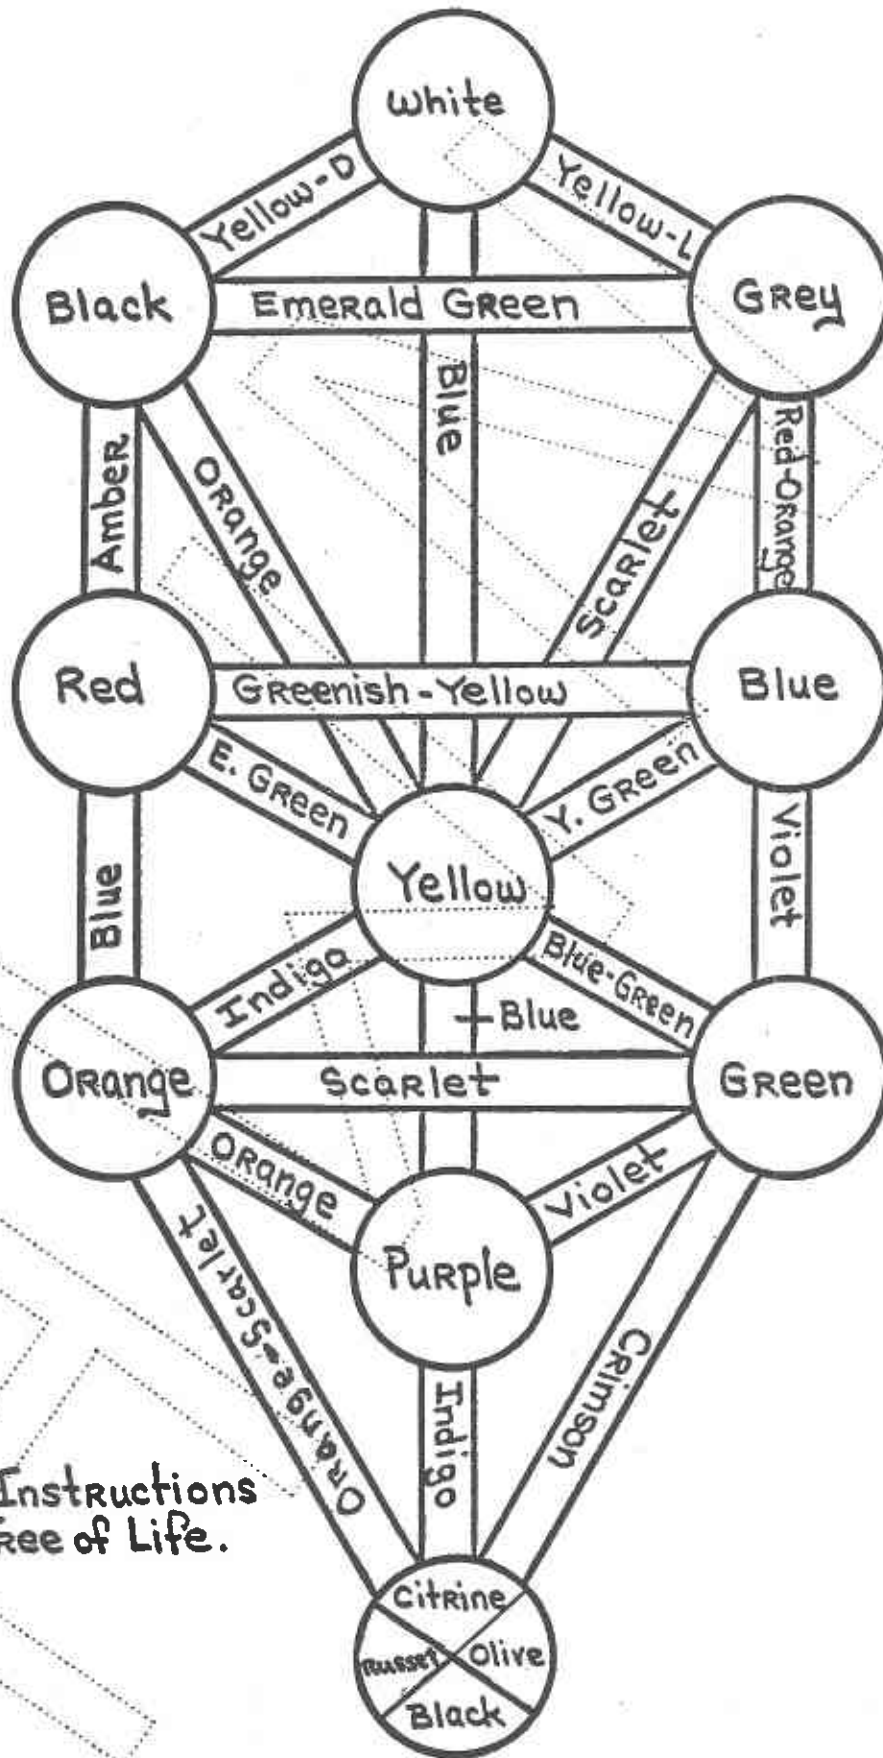 White
Yellow-D
Yellow-L
Black
Emerald Green
Grey
Blue
Amber
Orange
Scarlet
Red-Orange
Red
Greenish-Yellow
Blue
E. Green
Y. Green
Blue
Yellow
Violet
Indigo
Blue-Green
Blue
Orange
Scarlet
Green
Orange
Violet
Purple
Orange-Scarlet
Indigo
Crimson
Instructions
Tree of Life.
Citrine
Russet
Olive
Black